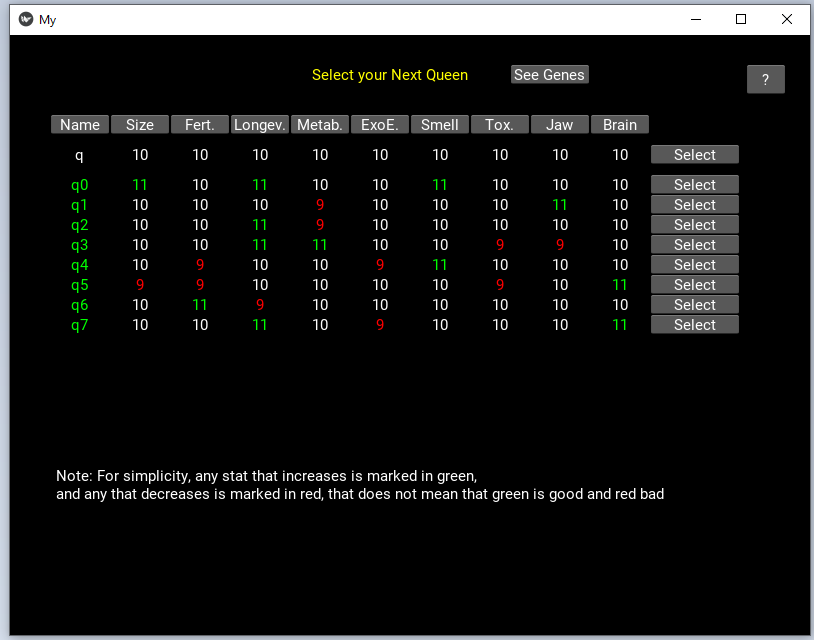 My
Select your Next Queen See Genes ?
Name Size Fert. Longev. Metab. ExoE. Smell Tox. Jaw Brain
q 10 10 10 10 10 10 10 10 10 Select
q0 11 10 11 10 10 11 10 10 10 Select
q1 10 10 10 9 10 10 10 11 10 Select
q2 10 10 11 9 10 10 10 10 10 Select
q3 10 10 11 11 10 10 9 9 10 Select
q4 10 9 10 10 9 11 10 10 10 Select
q5 9 9 10 10 10 10 9 10 11 Select
q6 10 11 9 10 10 10 10 10 10 Select
q7 10 10 11 10 9 10 10 10 11 Select
Note: For simplicity, any stat that increases is marked in green,
and any that decreases is marked in red, that does not mean that green is good and red bad